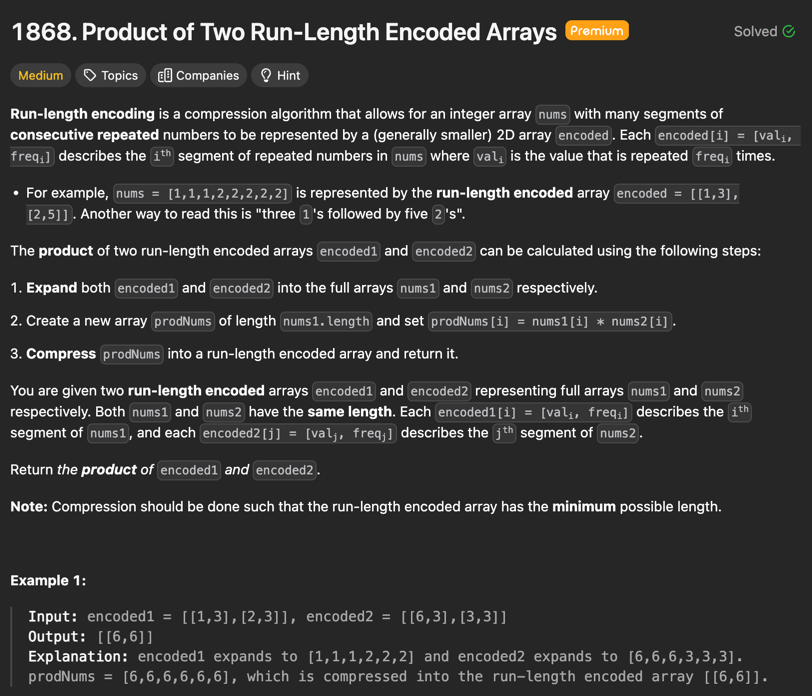 1868. Product of Two Run-Length Encoded Arrays Premium Solved
Medium Topics Companies Hint
Run-length encoding is a compression algorithm that allows for an integer array nums with many segments of
consecutive repeated numbers to be represented by a (generally smaller) 2D array encoded. Each encoded[i] = [vali,
freqi] describes the ith segment of repeated numbers in nums where vali is the value that is repeated freqi times.
• For example, nums = [1,1,1,2,2,2,2,2] is represented by the run-length encoded array encoded = [[1,3],
[2,5]]. Another way to read this is "three 1's followed by five 2's".
The product of two run-length encoded arrays encoded1 and encoded2 can be calculated using the following steps:
1. Expand both encoded1 and encoded2 into the full arrays nums1 and nums2 respectively.
2. Create a new array prodNums of length nums1.length and set prodNums[i] = nums1[i] * nums2[i].
3. Compress prodNums into a run-length encoded array and return it.
You are given two run-length encoded arrays encoded1 and encoded2 representing full arrays nums1 and nums2
respectively. Both nums1 and nums2 have the same length. Each encoded1[i] = [vali, freqi] describes the ith
segment of nums1, and each encoded2[j] = [valj, freqj] describes the jth segment of nums2.
Return the product of encoded1 and encoded2.
Note: Compression should be done such that the run-length encoded array has the minimum possible length.
Example 1:
Input: encoded1 = [[1,3],[2,3]], encoded2 = [[6,3],[3,3]]
Output: [[6,6]]
Explanation: encoded1 expands to [1,1,1,2,2,2] and encoded2 expands to [6,6,6,3,3,3].
prodNums = [6,6,6,6,6,6], which is compressed into the run-length encoded array [[6,6]].